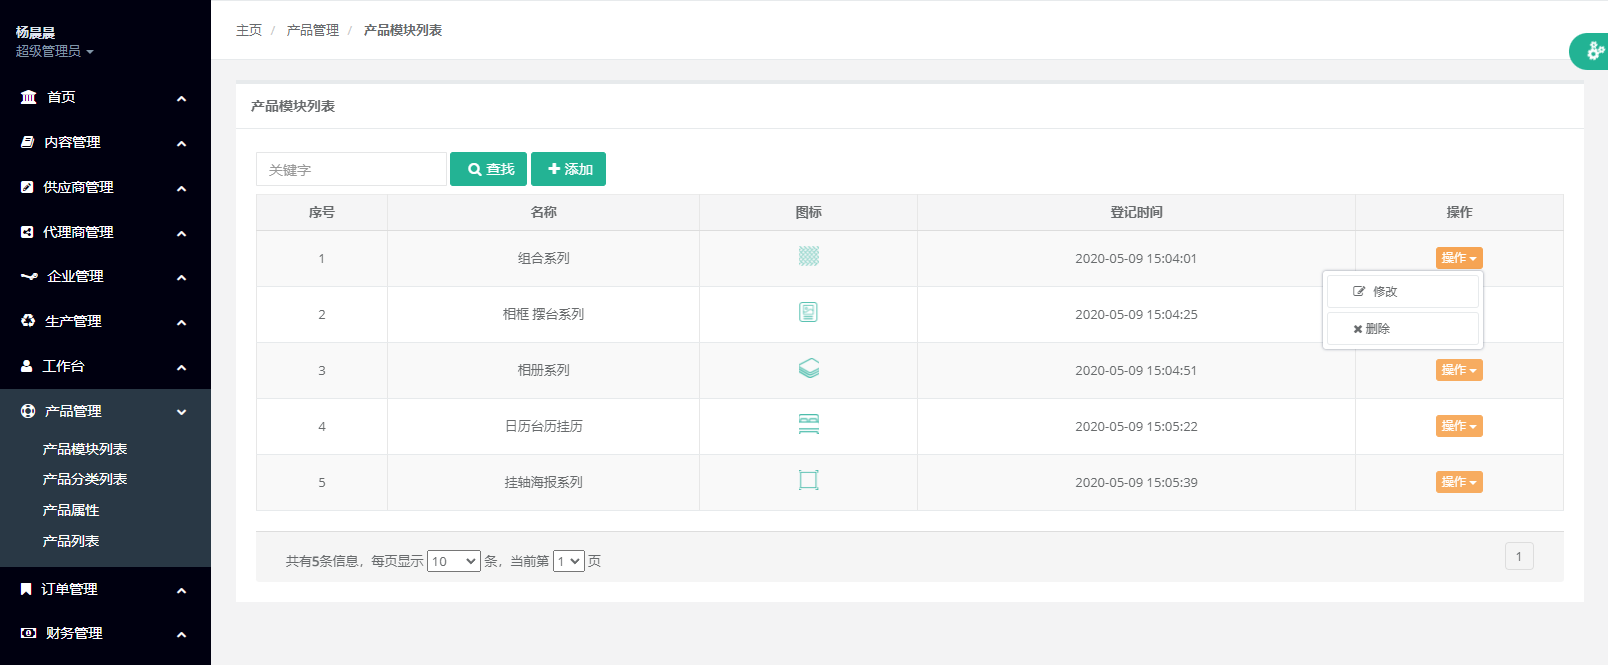 杨晨晨
超级管理员
首页
内容管理
供应商管理
代理商管理
企业管理
生产管理
工作台
产品管理
产品模块列表
产品分类列表
产品属性
产品列表
订单管理
财务管理
主页 / 产品管理 / 产品模块列表
产品模块列表
关键字 查找 添加
序号 名称 图标 登记时间 操作
1 组合系列 2020-05-09 15:04:01 操作
修改
2 相框 摆台系列 2020-05-09 15:04:25
删除
3 相册系列 2020-05-09 15:04:51 操作
4 日历台历挂历 2020-05-09 15:05:22 操作
5 挂轴海报系列 2020-05-09 15:05:39 操作
共有5条信息，每页显示 10 条，当前第 1 页 1